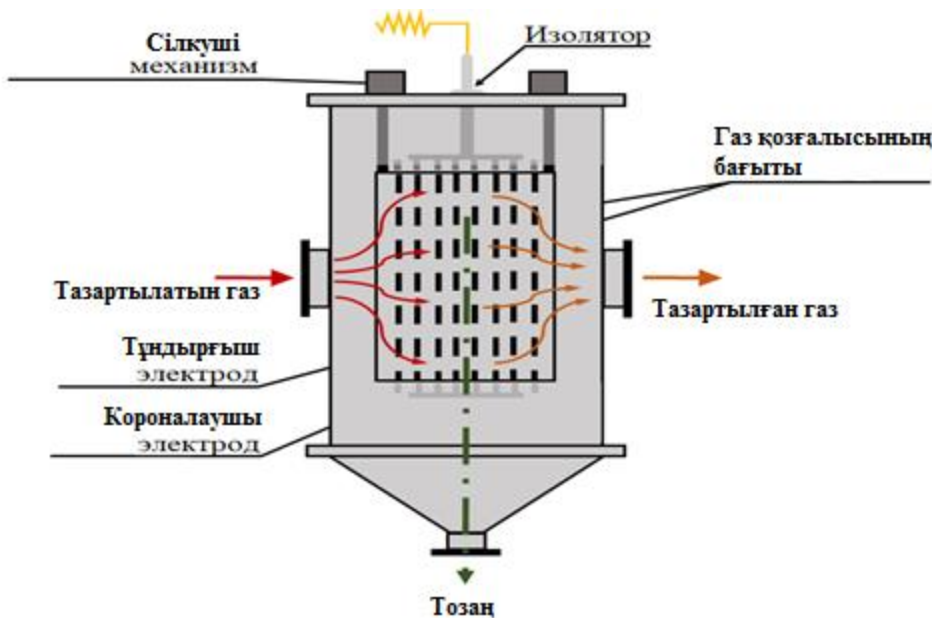 Сілкуші
механизм
Изолятор
Газ қозғалысының
бағыты
Тазартылатын газ
Тазартылған газ
Тұндырғыш
электрод
Короналаушы
электрод
Тозаң